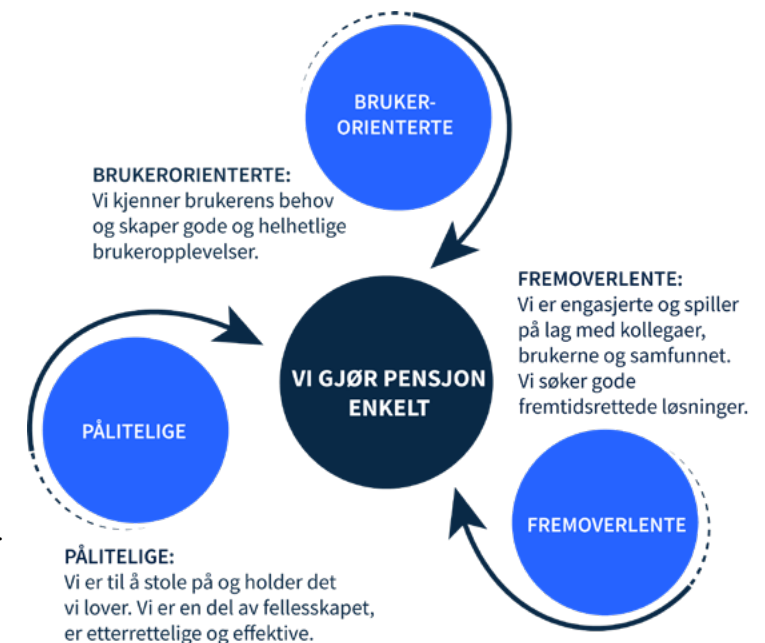 BRUKER-
ORIENTERTE
BRUKERORIENTERTE:
Vi kjenner brukerens behov
og skaper gode og helhetlige
brukeropplevelser.
FREMOVERLENTE:
Vi er engasjerte og spiller
på lag med kollegaer,
brukerne og samfunnet.
Vi søker gode
fremtidsrettede løsninger.
VI GJØR PENSJON
ENKELT
PÅLITELIGE
FREMOVERLENTE
PÅLITELIGE:
Vi er til å stole på og holder det
vi lover. Vi er en del av fellesskapet,
er etterrettelige og effektive.